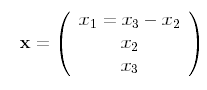 x₁ = x₃ − x₂
x = ( x₂ )
x₃